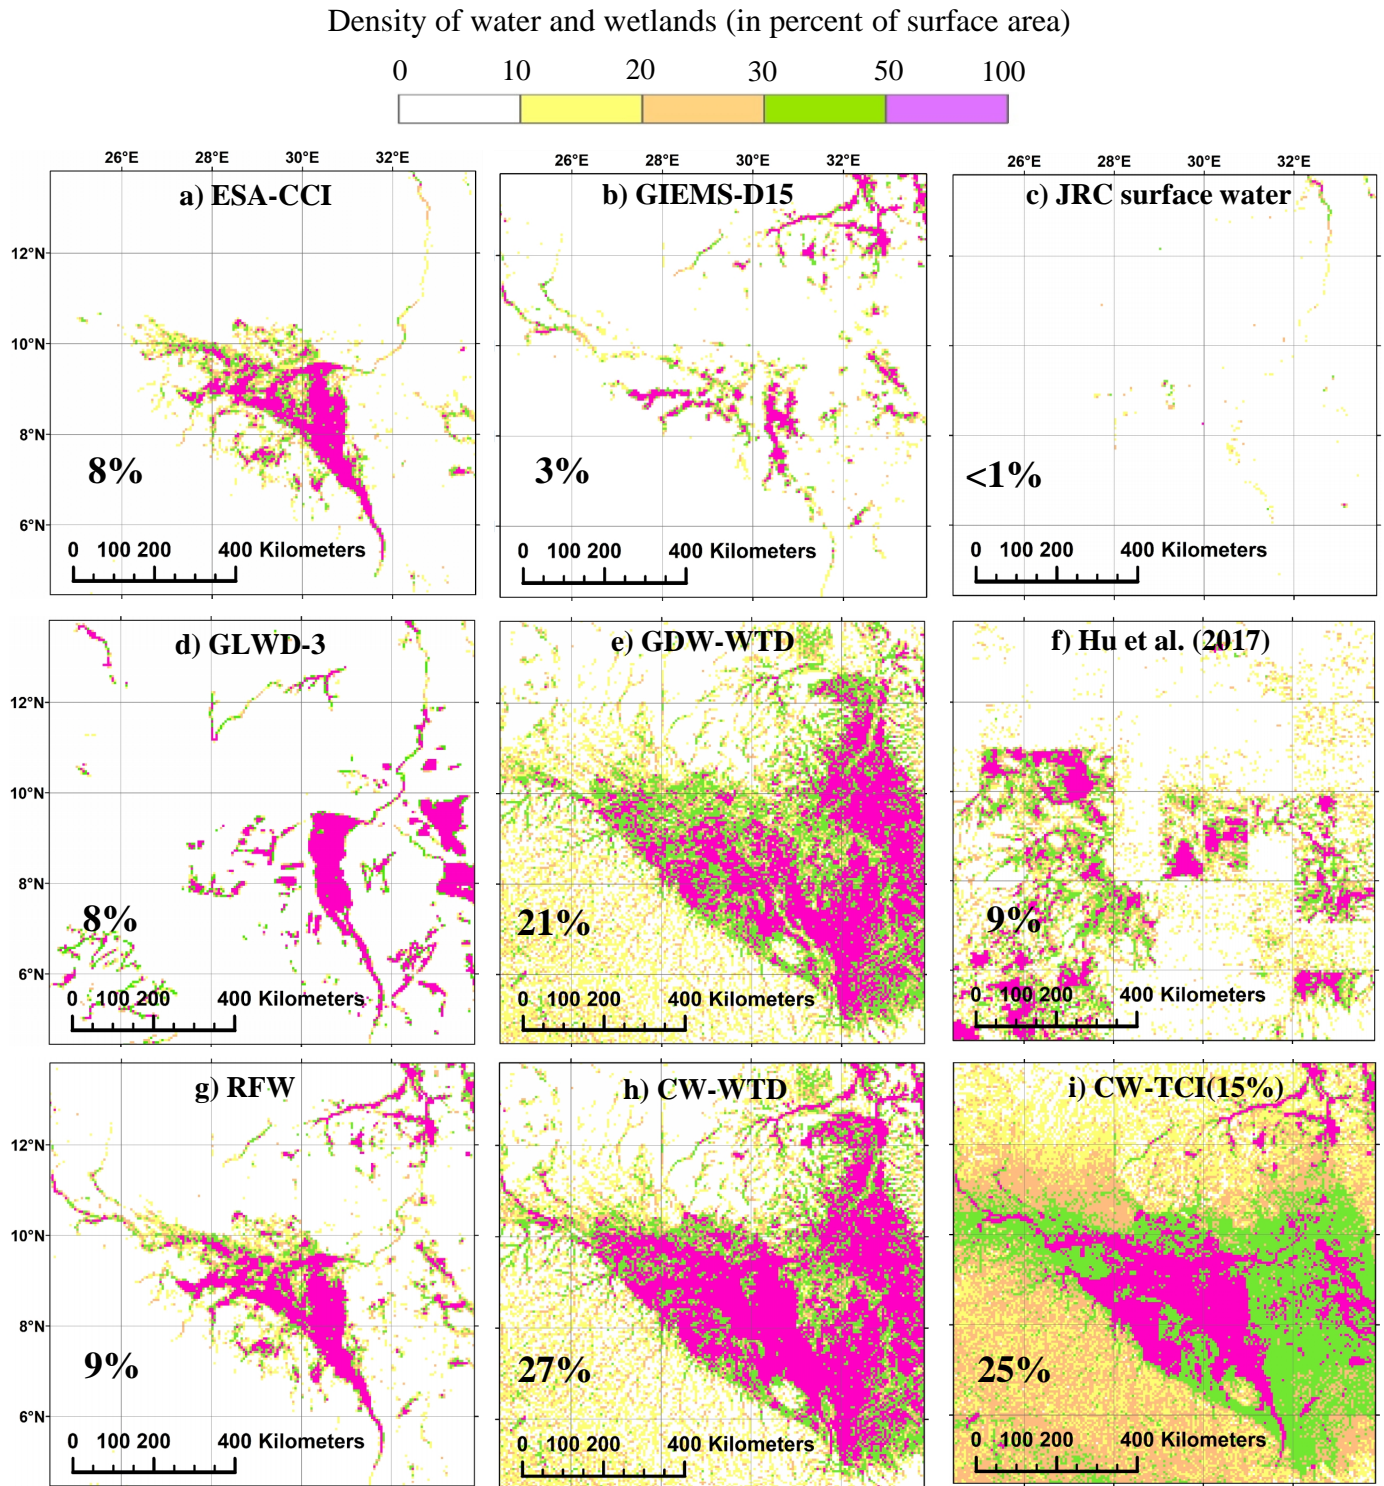 Density of water and wetlands (in percent of surface area)
0 10 20 30 50 100
26°E 28°E 30°E 32°E 26°E 28°E 30°E 32°E 26°E 28°E 30°E 32°E
a) ESA-CCI b) GIEMS-D15 c) JRC surface water
12°N
10°N
8°N
8% 3% <1%
6°N
0 100 200 400 Kilometers 0 100 200 400 Kilometers 0 100 200 400 Kilometers
d) GLWD-3 e) GDW-WTD f) Hu et al. (2017)
12°N
10°N
8°N
8% 21% 9%
6°N
0 100 200 400 Kilometers 0 100 200 400 Kilometers 0 100 200 400 Kilometers
g) RFW h) CW-WTD i) CW-TCI(15%)
12°N
10°N
8°N
9% 27% 25%
6°N
0 100 200 400 Kilometers 0 100 200 400 Kilometers 0 100 200 400 Kilometers